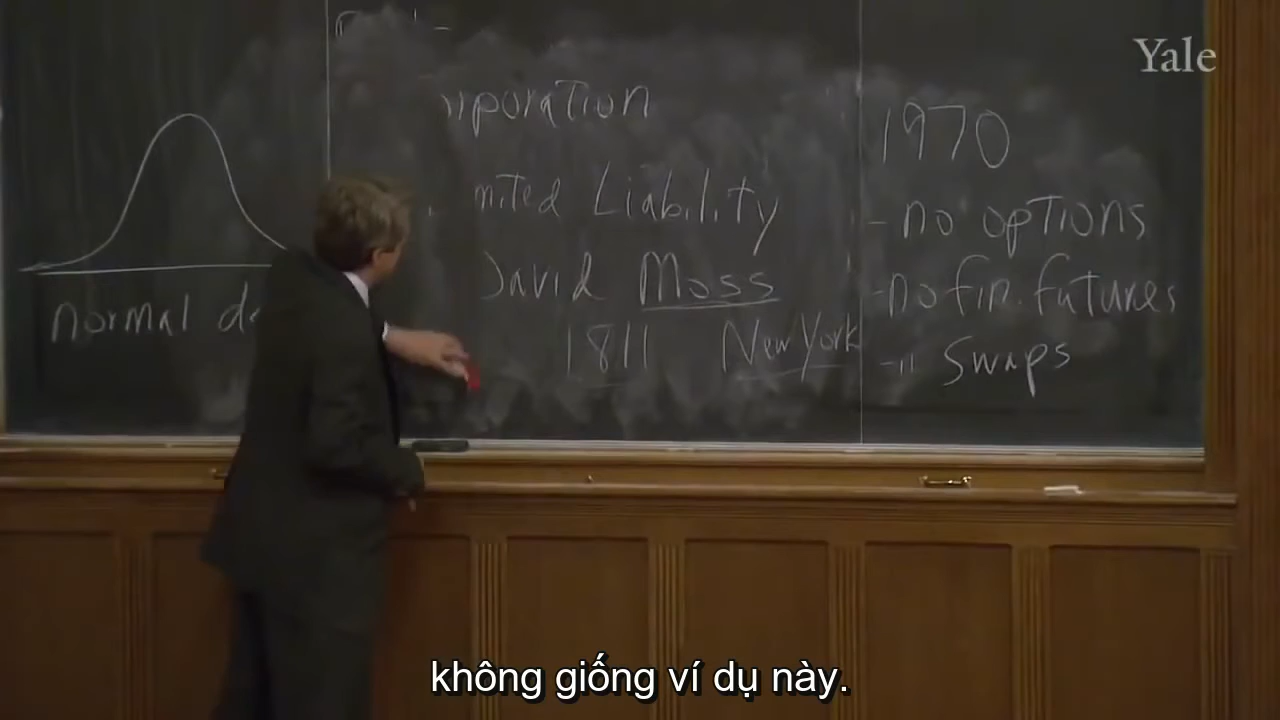 Yale
normal
rporation
mited Liability
David Moss
1811 New York
1970
- no options
- no fin. futures
- " Swaps
không giống ví dụ này.